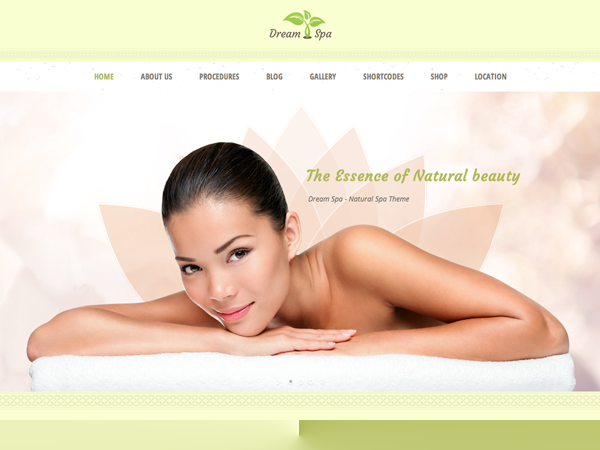 Dream Spa
HOME ABOUT US PROCEDURES BLOG GALLERY SHORTCODES SHOP LOCATION
The Essence of Natural beauty
Dream Spa - Natural Spa Theme